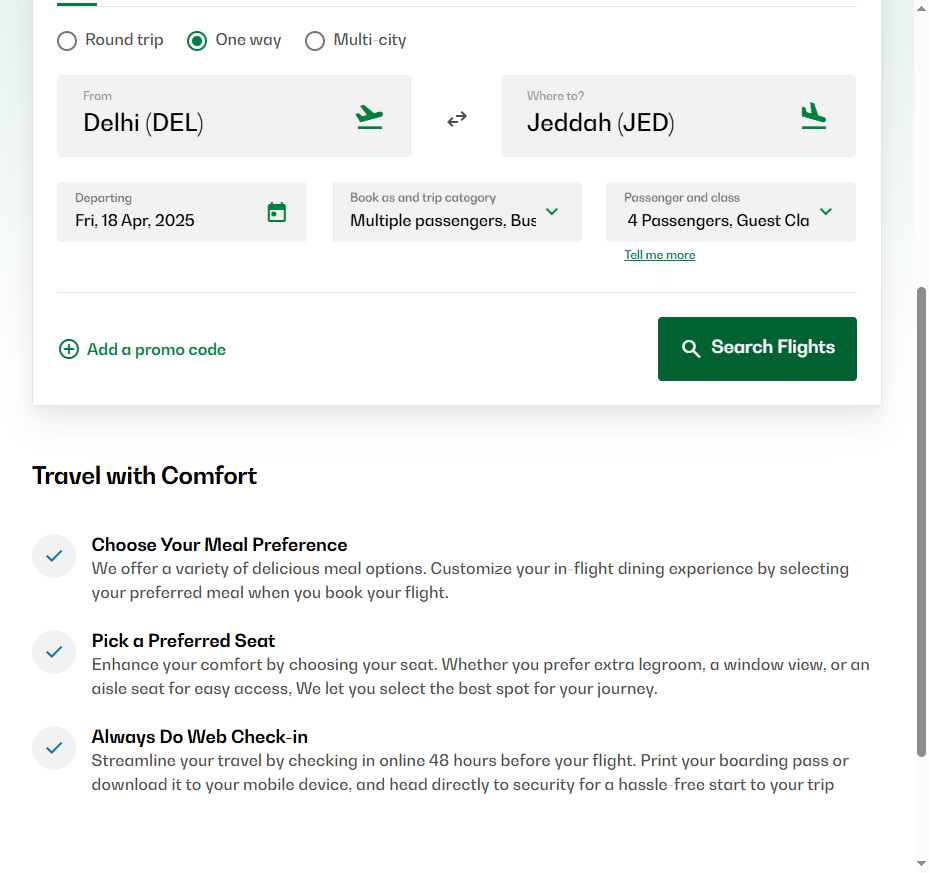 Round trip
One way
Multi-city
From
Delhi (DEL)
Where to?
Jeddah (JED)
Departing
Fri, 18 Apr, 2025
Book as and trip category
Multiple passengers, Bus
Passenger and class
4 Passengers, Guest Cla
Tell me more
Add a promo code
Search Flights
Travel with Comfort
Choose Your Meal Preference
We offer a variety of delicious meal options. Customize your in-flight dining experience by selecting
your preferred meal when you book your flight.
Pick a Preferred Seat
Enhance your comfort by choosing your seat. Whether you prefer extra legroom, a window view, or an
aisle seat for easy access, We let you select the best spot for your journey.
Always Do Web Check-in
Streamline your travel by checking in online 48 hours before your flight. Print your boarding pass or
download it to your mobile device, and head directly to security for a hassle-free start to your trip